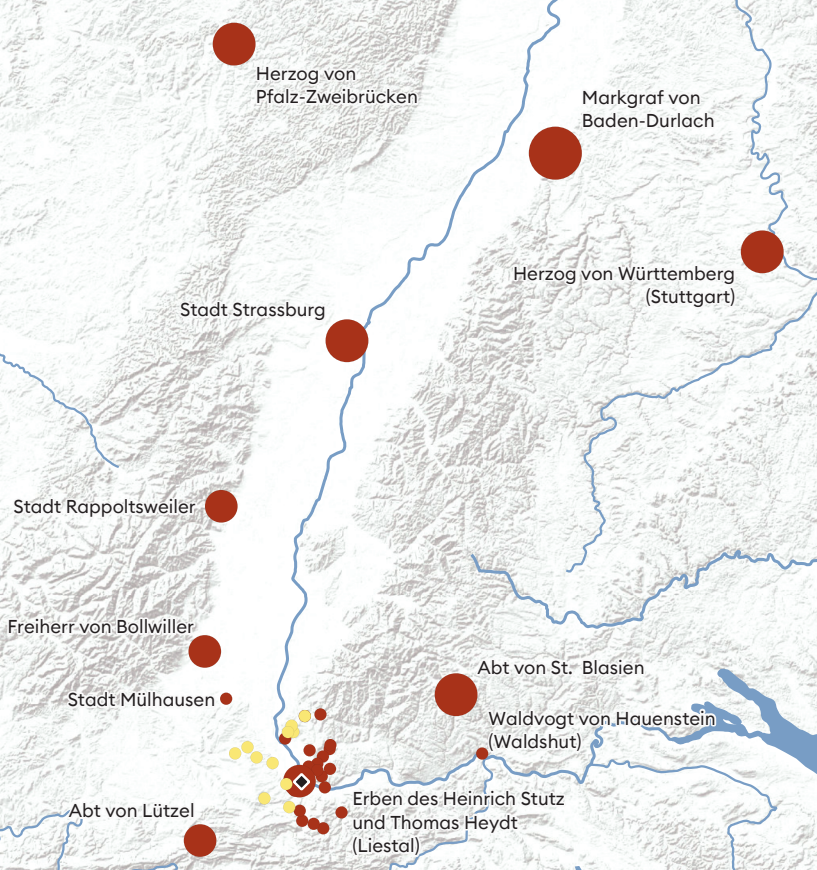 Herzog von
Pfalz-Zweibrücken
Markgraf von
Baden-Durlach
Herzog von Württemberg
(Stuttgart)
Stadt Strassburg
Stadt Rappoltsweiler
Freiherr von Bollwiller
Abt von St. Blasien
Stadt Mülhausen
Waldvogt von Hauenstein
(Waldshut)
Erben des Heinrich Stutz
und Thomas Heydt
(Liestal)
Abt von Lützel